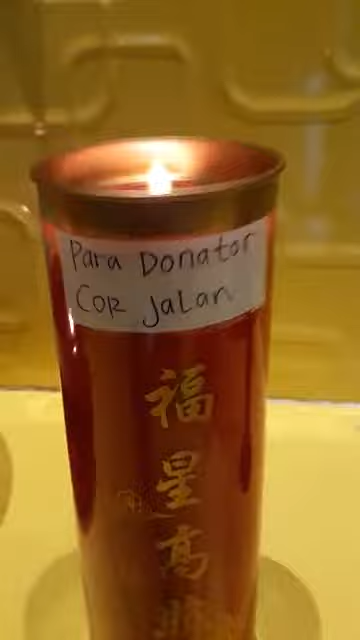 Para Donator
Cor Jalan
福
星
高